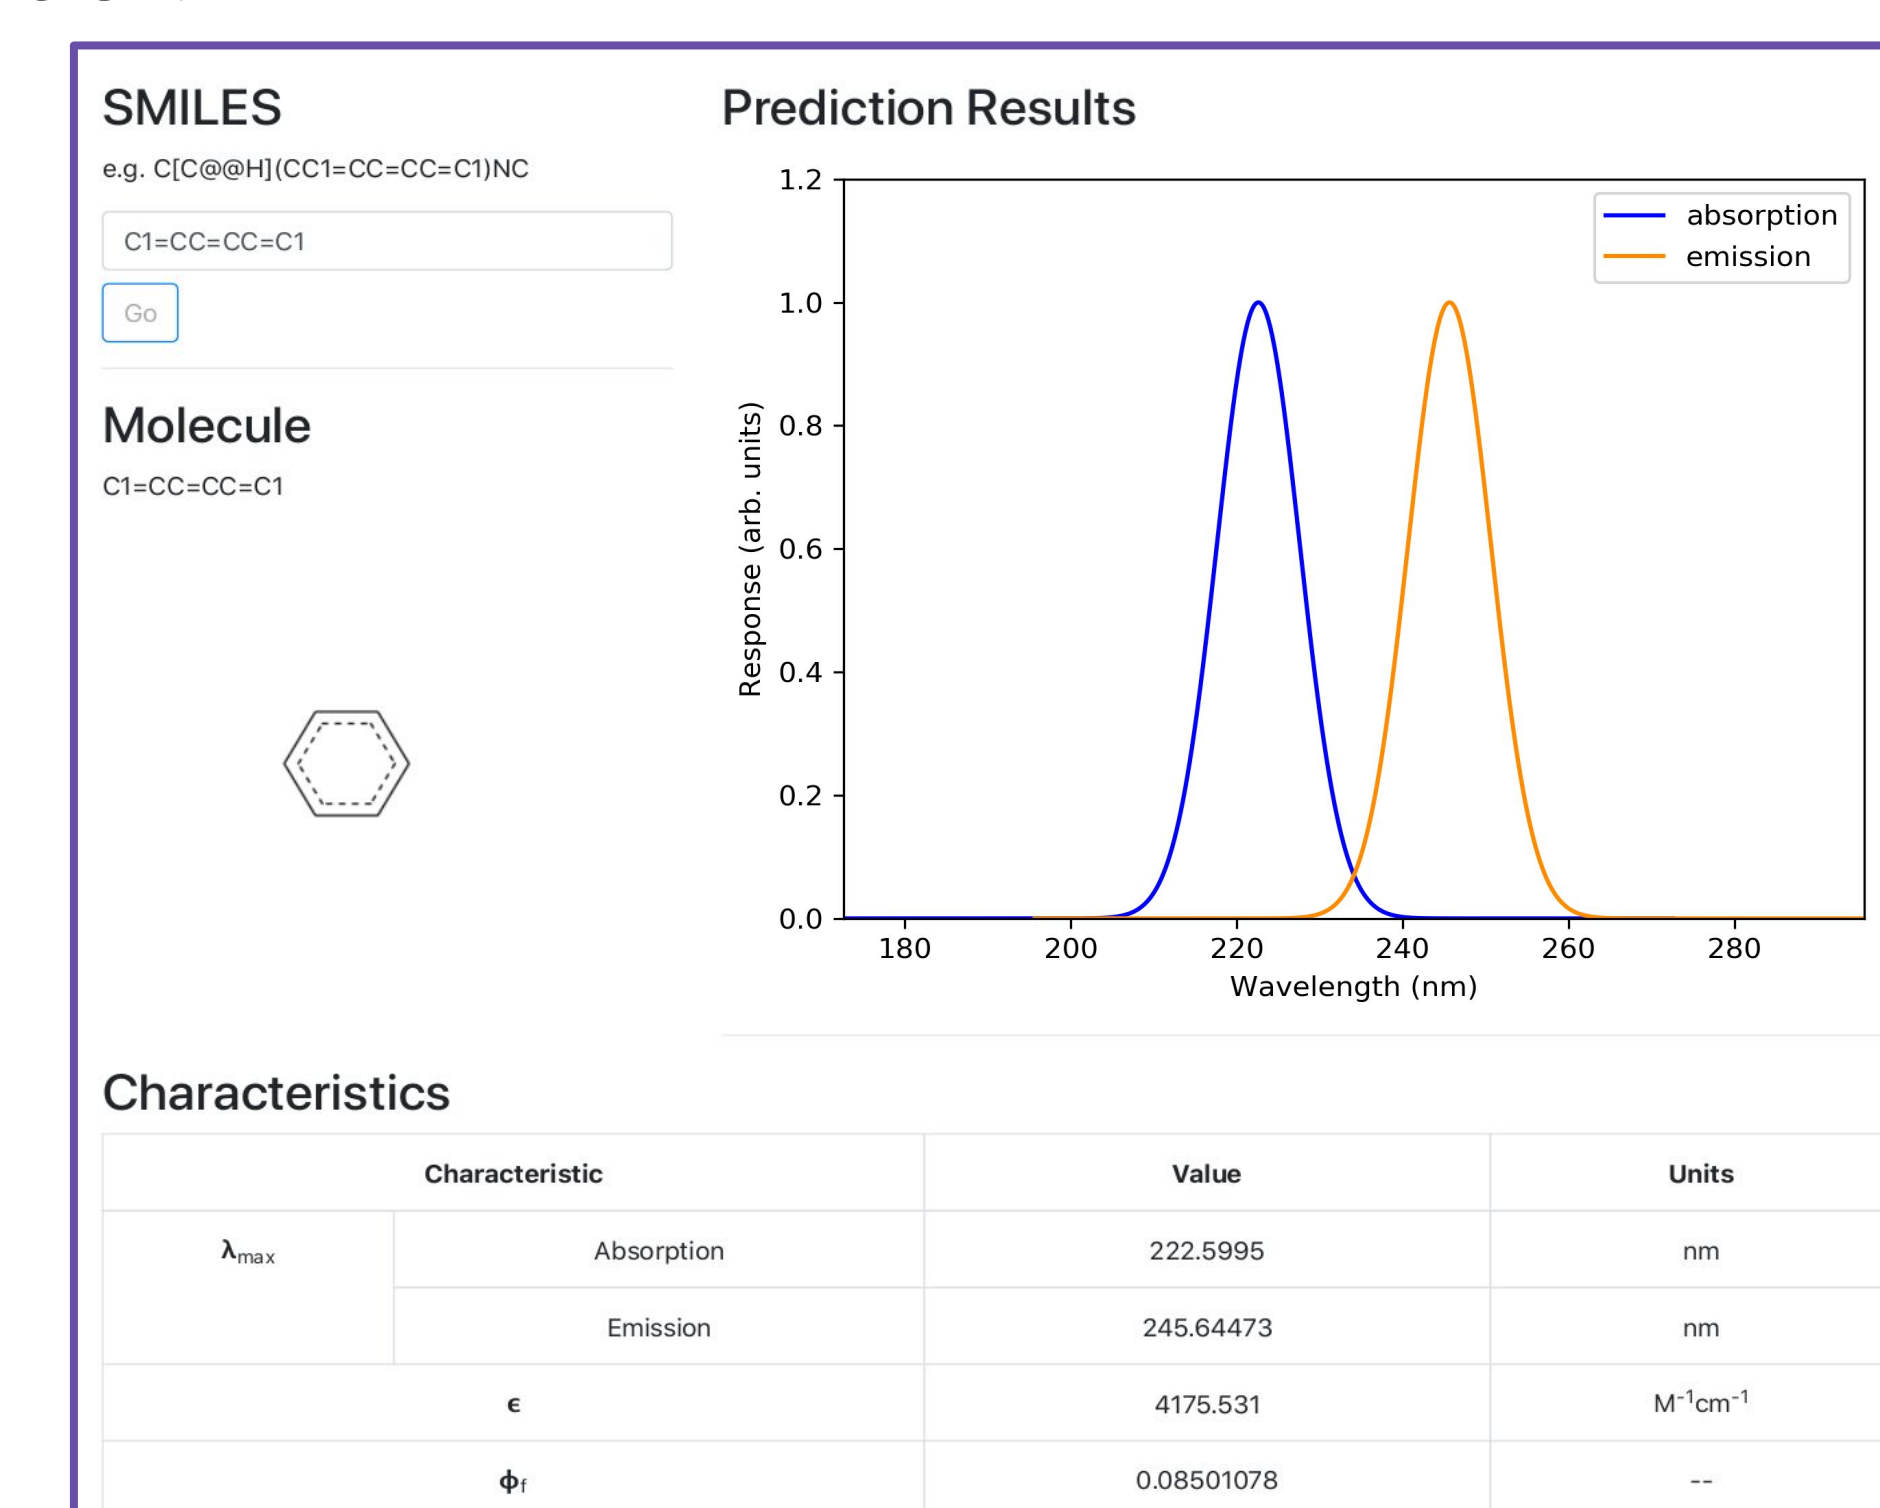 SMILES
e.g. C[C@@H](CC1=CC=CC=C1)NC
C1=CC=CC=C1
Go
Molecule
C1=CC=CC=C1
Prediction Results
1.2
1.0
0.8
0.6
0.4
0.2
0.0
Response (arb. units)
absorption
emission
180 200 220 240 260 280
Wavelength (nm)
Characteristics
Characteristic Value Units
λmax Absorption 222.5995 nm
Emission 245.64473 nm
ϵ 4175.531 M⁻¹cm⁻¹
ϕf 0.08501078 --